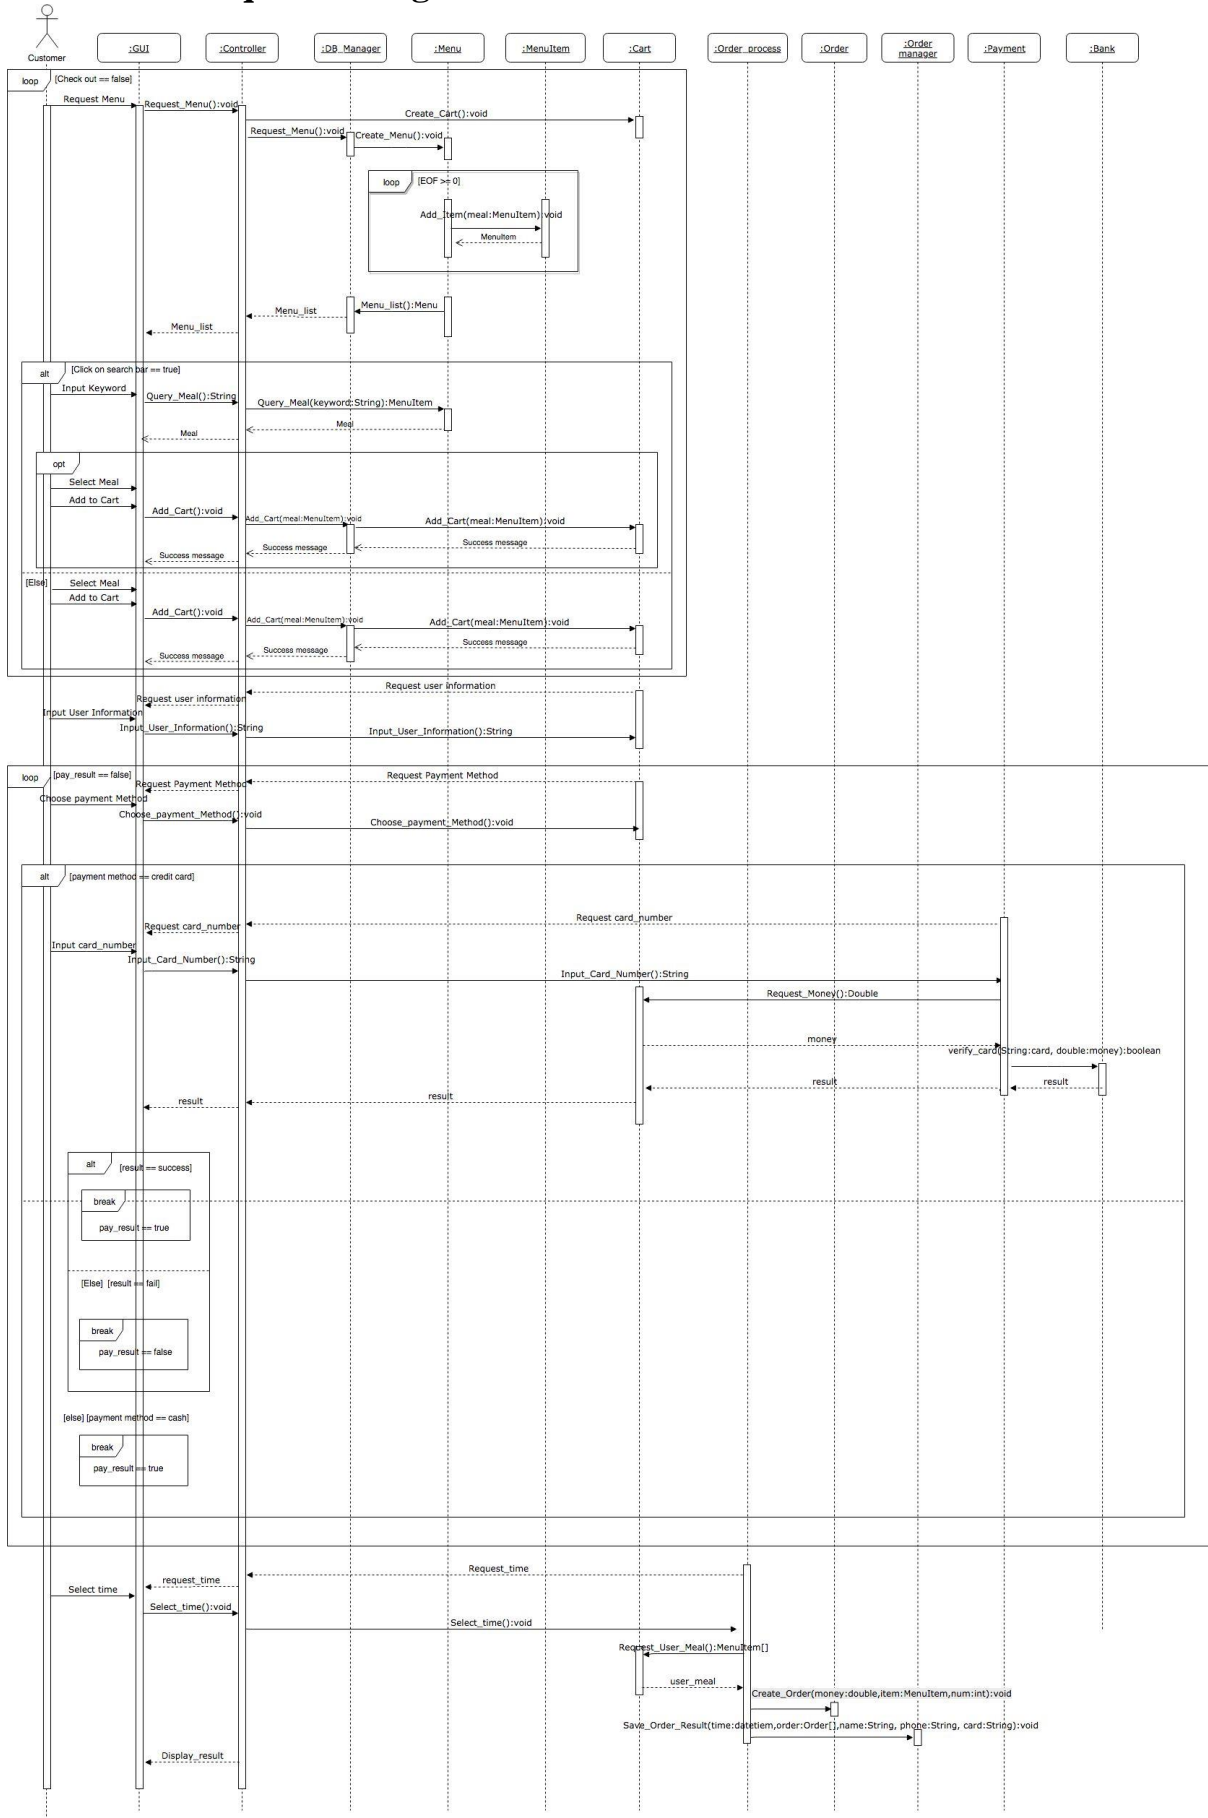 Customer
:GUI
:Controller
:DB_Manager
:Menu
:MenuItem
:Cart
:Order_process
:Order
:Order
manager
:Payment
:Bank
loop [Check out == false]
Request Menu
Request_Menu():void
Create_Cart():void
Request_Menu():void
Create_Menu():void
loop [EOF >= 0]
Add_Item(meal:MenuItem):void
MenuItem
Menu_list():Menu
Menu_list
Menu_list
alt [Click on search bar == true]
Input Keyword
Query_Meal():String
Query_Meal(keyword:String):MenuItem
Meal
Meal
opt
Select Meal
Add to Cart
Add_Cart():void
Add_Cart(meal:MenuItem):void
Add_Cart(meal:MenuItem):void
Success message
Success message
Success message
[Else]
Select Meal
Add to Cart
Add_Cart():void
Add_Cart(meal:MenuItem):void
Add_Cart(meal:MenuItem):void
Success message
Success message
Success message
Request user information
Request user information
Input User Information
Input_User_Information():String
Input_User_Information():String
loop [pay_result == false]
Request Payment Method
Request Payment Method
Choose payment Method
Choose_payment_Method():void
Choose_payment_Method():void
alt [payment method == credit card]
Request card_number
Request card_number
Input card_number
Input_Card_Number():String
Input_Card_Number():String
Request_Money():Double
money
verify_card(String:card, double:money):boolean
result
result
result
result
alt [result == success]
break
pay_result == true
[Else] [result == fail]
break
pay_result == false
[else] [payment method == cash]
break
pay_result == true
Request_time
request_time
Select time
Select_time():void
Select_time():void
Request_User_Meal():MenuItem[]
user_meal
Create_Order(money:double,item:MenuItem,num:int):void
Save_Order_Result(time:datetiem,order:Order[],name:String, phone:String, card:String):void
Display_result